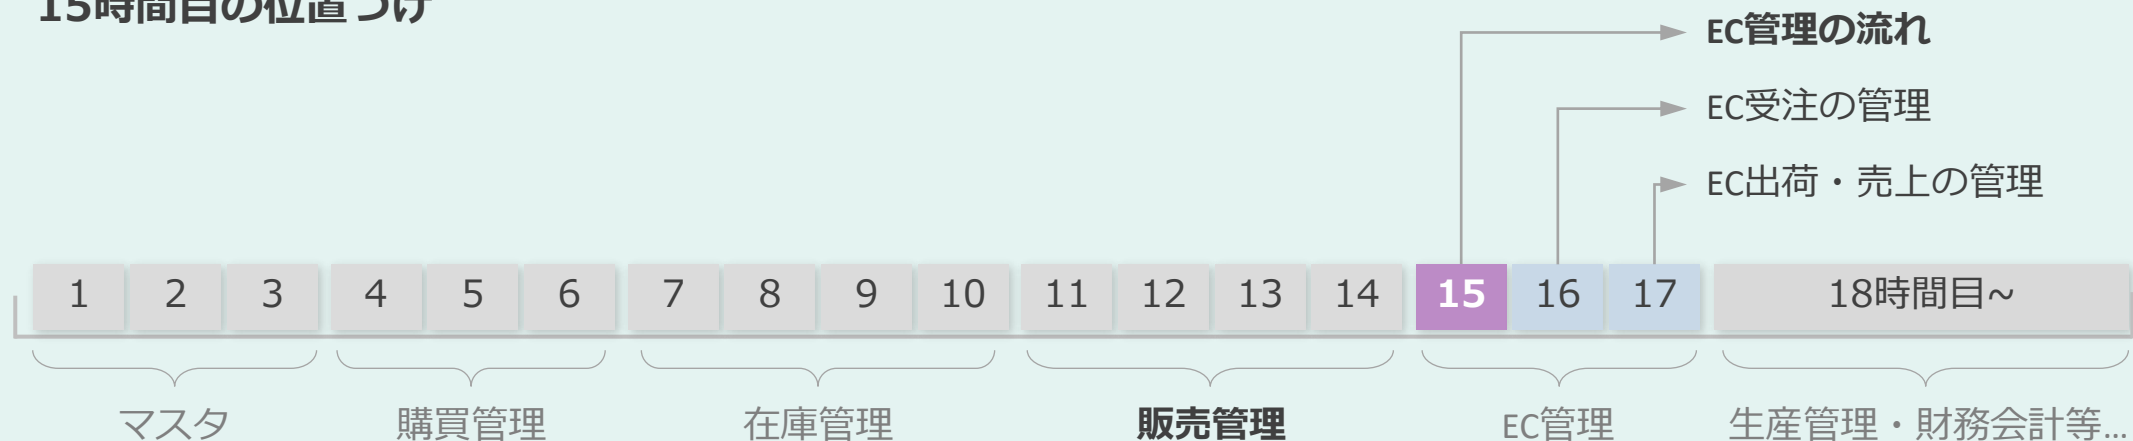 15時間目の位置づけ
EC管理の流れ
EC受注の管理
EC出荷・売上の管理
1 2 3 4 5 6 7 8 9 10 11 12 13 14 15 16 17 18時間目~
マスタ 購買管理 在庫管理 販売管理 EC管理 生産管理・財務会計等…